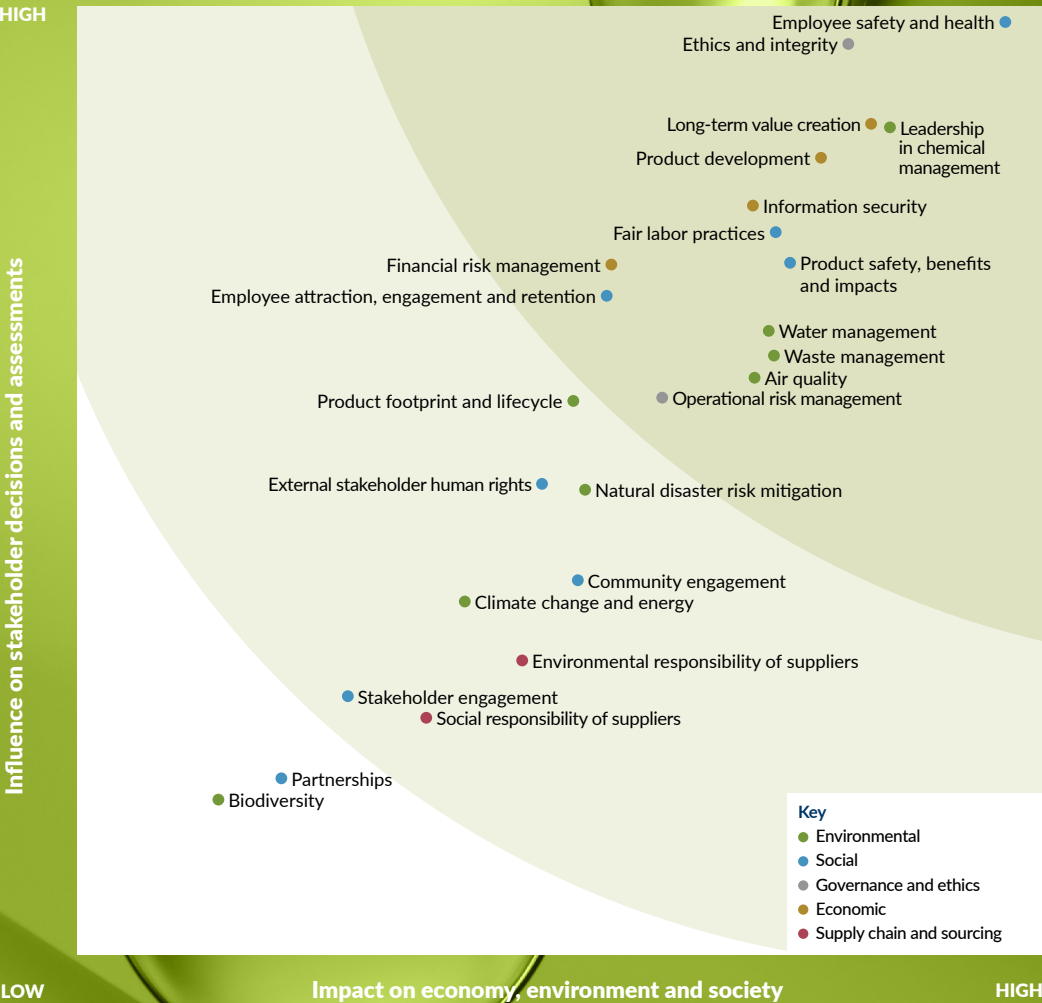 HIGH
Employee safety and health
Ethics and integrity
Long-term value creation
Leadership
in chemical
management
Product development
Information security
Fair labor practices
Product safety, benefits
and impacts
Financial risk management
Employee attraction, engagement and retention
Water management
Waste management
Air quality
Operational risk management
Product footprint and lifecycle
External stakeholder human rights
Natural disaster risk mitigation
Community engagement
Climate change and energy
Environmental responsibility of suppliers
Stakeholder engagement
Social responsibility of suppliers
Partnerships
Biodiversity
Influence on stakeholder decisions and assessments
Key
Environmental
Social
Governance and ethics
Economic
Supply chain and sourcing
LOW
Impact on economy, environment and society
HIGH